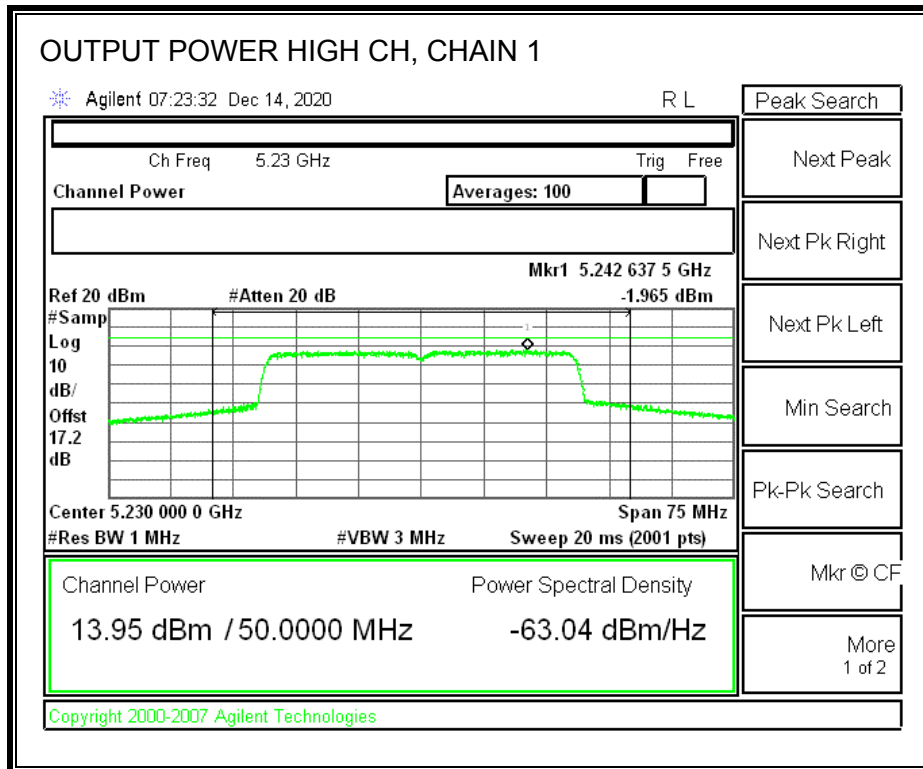 OUTPUT POWER HIGH CH, CHAIN 1
Agilent 07:23:32 Dec 14, 2020 R L
Peak Search
Ch Freq 5.23 GHz Trig Free
Next Peak
Channel Power Averages: 100
Next Pk Right
Mkr1 5.242 637 5 GHz
Ref 20 dBm #Atten 20 dB -1.965 dBm
#Samp
Log
10
dB/
Offst
17.2
dB
1
Next Pk Left
Min Search
Pk-Pk Search
Center 5.230 000 0 GHz Span 75 MHz
#Res BW 1 MHz #VBW 3 MHz Sweep 20 ms (2001 pts)
Channel Power Power Spectral Density
13.95 dBm / 50.0000 MHz -63.04 dBm/Hz
Mkr © CF
More
1 of 2
Copyright 2000-2007 Agilent Technologies